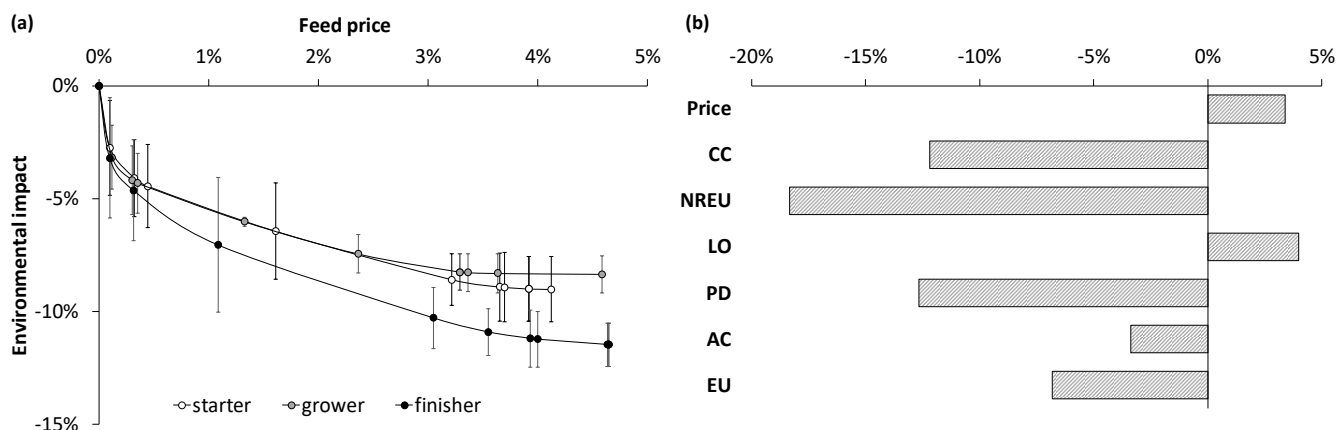 (a)
Feed price
0% 1% 2% 3% 4% 5%
0%
-5%
-10%
-15%
Environmental impact
starter grower finisher
(b)
-20% -15% -10% -5% 0% 5%
Price
CC
NREU
LO
PD
AC
EU